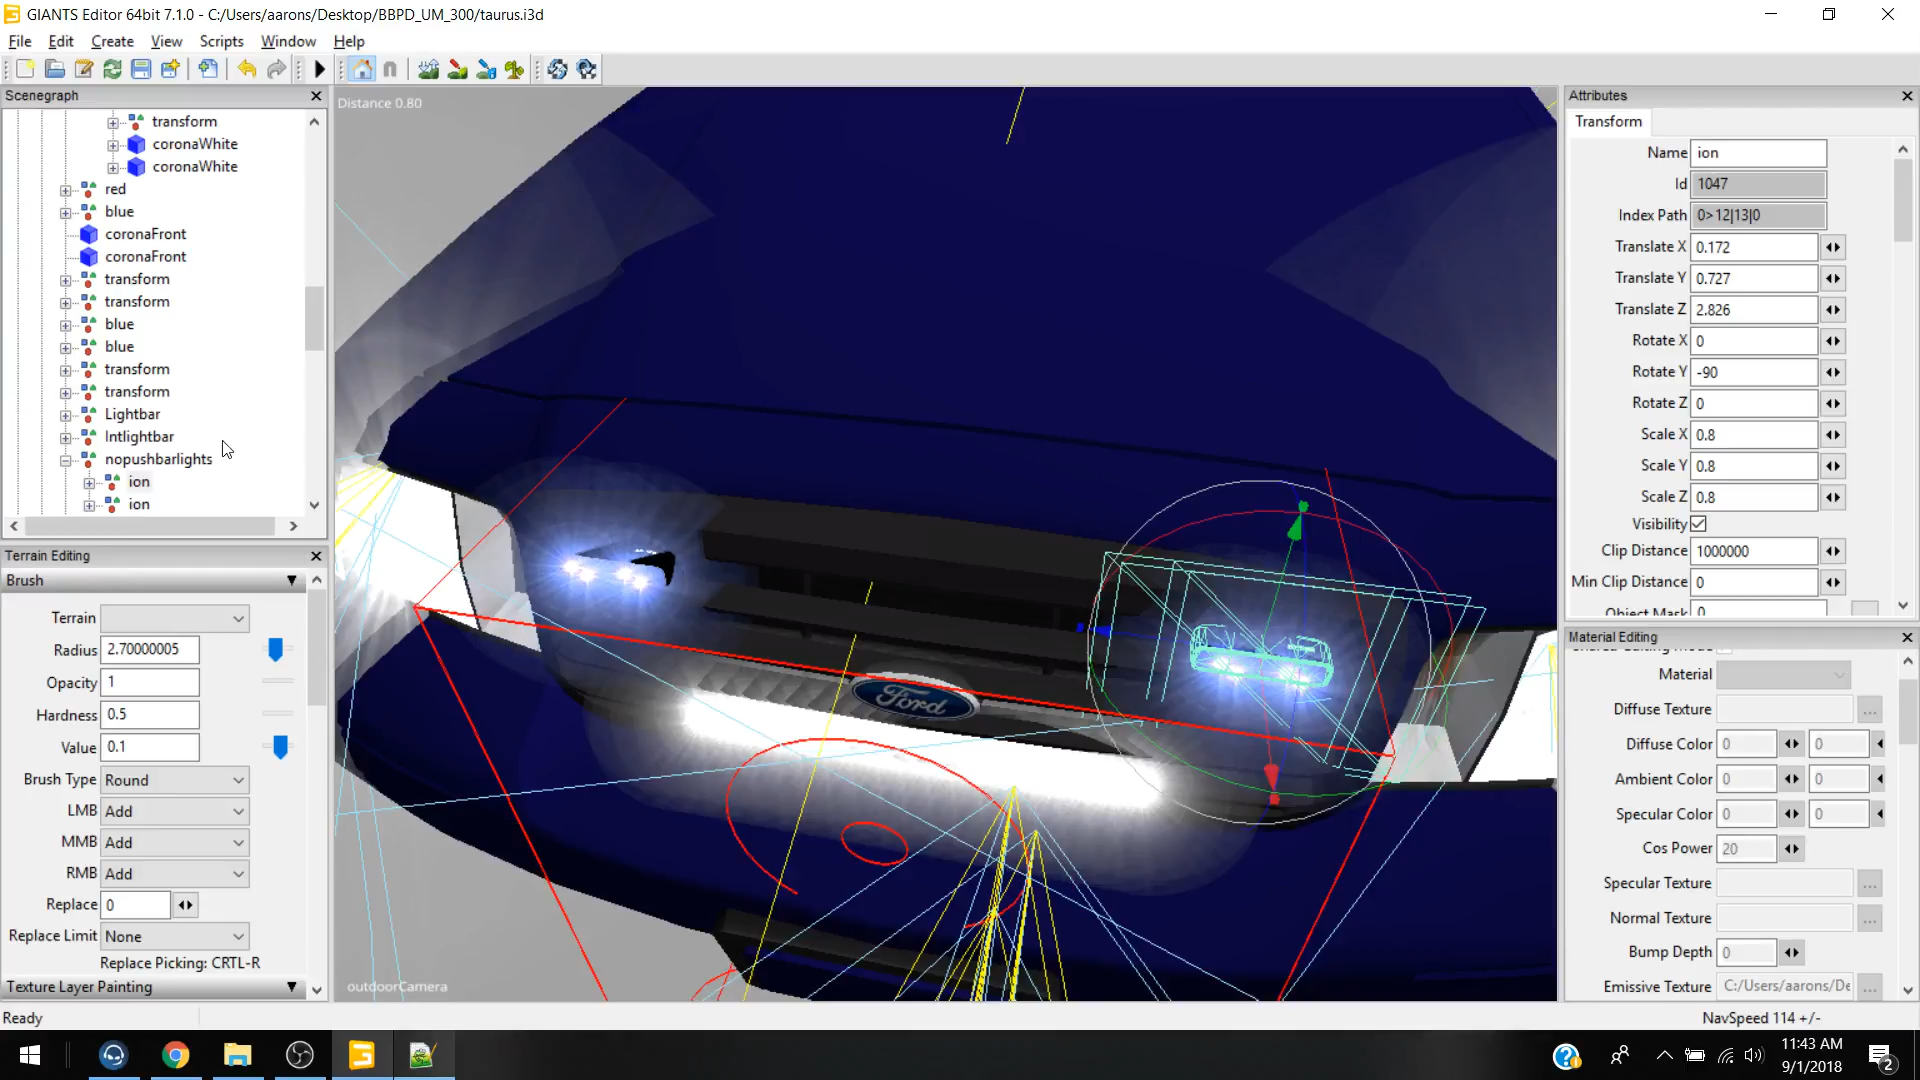 GIANTS Editor 64bit 7.1.0 - C:/Users/aarons/Desktop/BBPD_UM_300/taurus.i3d
File Edit Create View Scripts Window Help
Scenegraph
transform
coronaWhite
coronaWhite
red
blue
coronaFront
coronaFront
transform
transform
blue
blue
transform
transform
Lightbar
Intlightbar
nopushbarlights
ion
ion
Terrain Editing
Brush
Terrain
Radius 2.70000005
Opacity 1
Hardness 0.5
Value 0.1
Brush Type Round
LMB Add
MMB Add
RMB Add
Replace 0
Replace Limit None
Replace Picking: CRTL-R
Texture Layer Painting
Ready
Distance 0.80
Ford
outdoorCamera
Attributes
Transform
Name ion
Id 1047
Index Path 0>12|13|0
Translate X 0.172
Translate Y 0.727
Translate Z 2.826
Rotate X 0
Rotate Y -90
Rotate Z 0
Scale X 0.8
Scale Y 0.8
Scale Z 0.8
Visibility
Clip Distance 1000000
Min Clip Distance 0
Object Mask 0
Material Editing
Shared Editing Mode
Material
Diffuse Texture ...
Diffuse Color 0 0
Ambient Color 0 0
Specular Color 0 0
Cos Power 20
Specular Texture ...
Normal Texture ...
Bump Depth 0
Emissive Texture C:/Users/aarons/De ...
NavSpeed 114 +/-
11:43 AM
9/1/2018
2